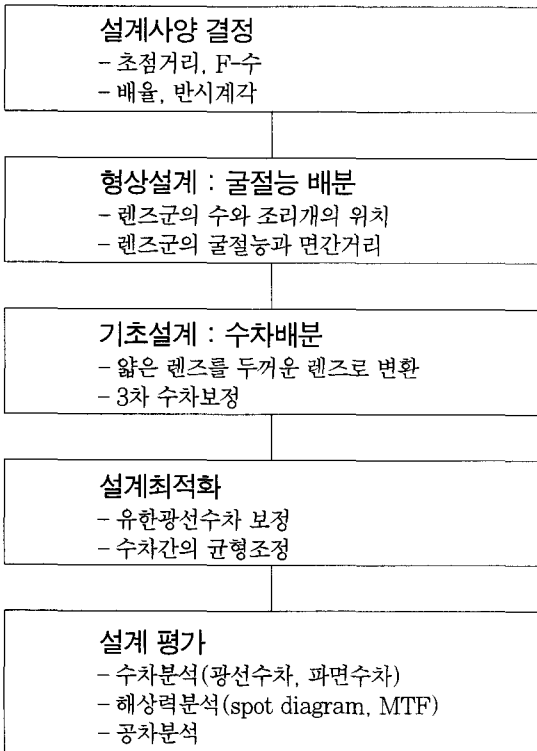 설계사양 결정
- 초점거리, F-수
- 배율, 반시계각
형상설계 : 굴절능 배분
- 렌즈군의 수와 조리개의 위치
- 렌즈군의 굴절능과 면간거리
기초설계 : 수차배분
- 얇은 렌즈를 두꺼운 렌즈로 변환
- 3차 수차보정
설계최적화
- 유한광선수차 보정
- 수차간의 균형조정
설계 평가
- 수차분석(광선수차, 파면수차)
- 해상력분석(spot diagram, MTF)
- 공차분석